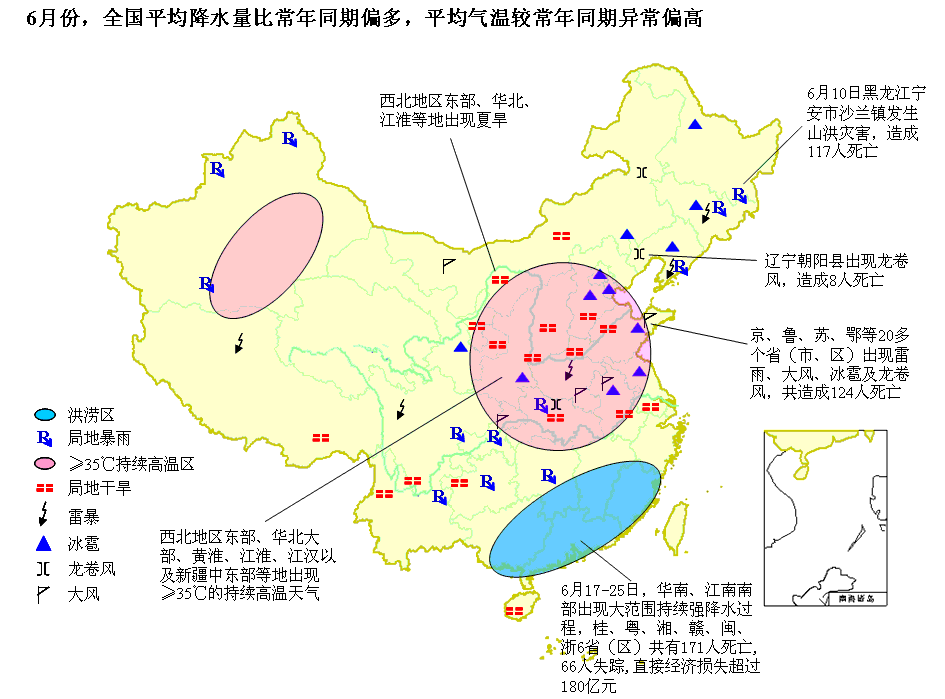 6月份，全国平均降水量比常年同期偏多，平均气温较常年同期异常偏高
西北地区东部、华北、
江淮等地出现夏旱
6月10日黑龙江宁
安市沙兰镇发生
山洪灾害，造成
117人死亡
辽宁朝阳县出现龙卷
风，造成8人死亡
京、鲁、苏、鄂等20多
个省（市、区）出现雷
雨、大风、冰雹及龙卷
风，共造成124人死亡
洪涝区
局地暴雨
≥35℃持续高温区
局地干旱
雷暴
冰雹
龙卷风
大风
西北地区东部、华北大
部、黄淮、江淮、江汉以
及新疆中东部等地出现
≥35℃的持续高温天气
6月17-25日，华南、江南南
部出现大范围持续强降水过
程，桂、粤、湘、赣、闽、
浙6省（区）共有171人死亡,
66人失踪,直接经济损失超过
180亿元
南海诸岛